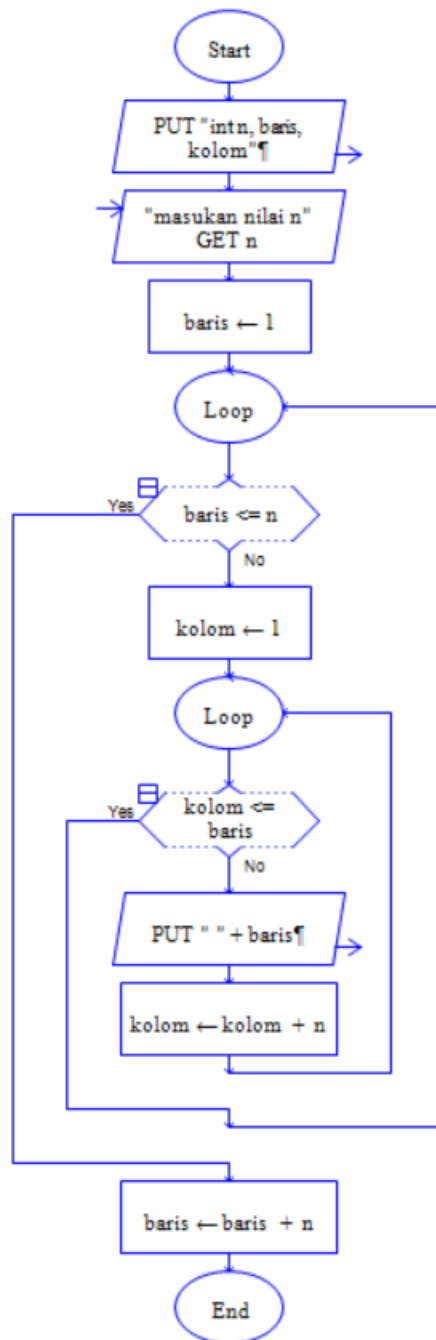 Start
PUT "int n, baris,
kolom"¶
"masukan nilai n"
GET n
baris ← 1
Loop
Yes
baris <= n
No
kolom ← 1
Loop
Yes
kolom <=
baris
No
PUT " " + baris¶
kolom ← kolom + n
baris ← baris + n
End